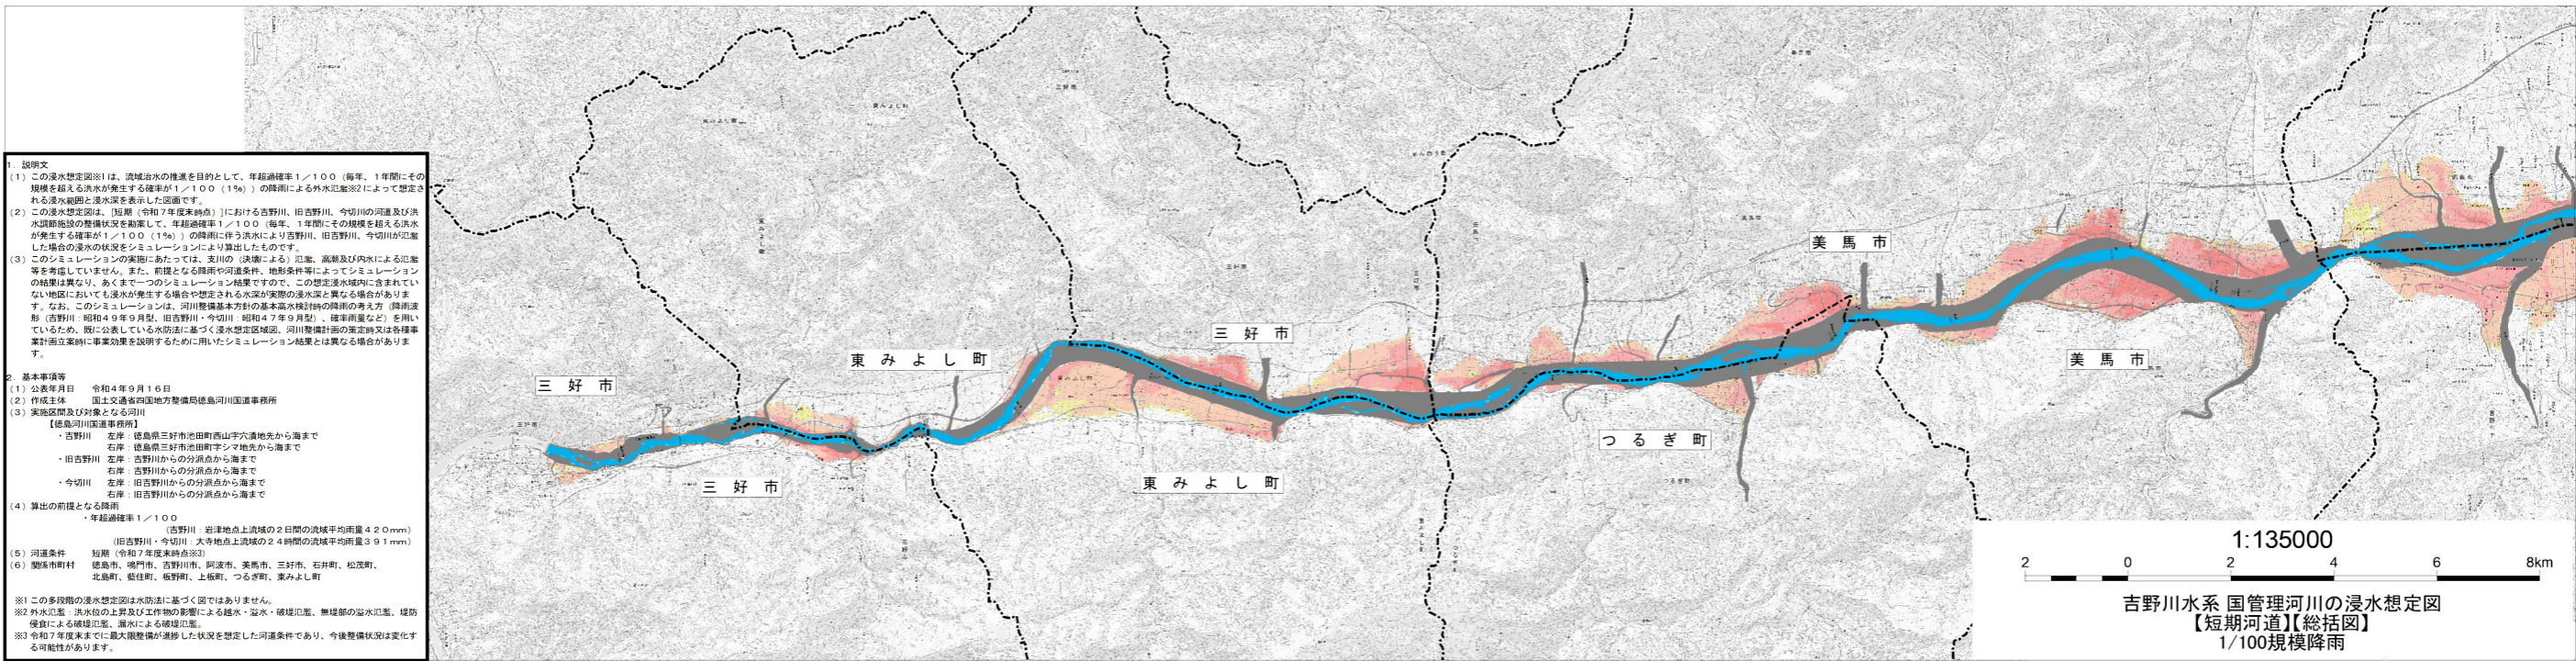 1. 説明文
(1) この浸水想定図※1は、流域治水の推進を目的として、年超過確率1/100 (毎年、1年間にその
規模を超える洪水が発生する確率が1/100 (1%)) の降雨による外水氾濫※2によって想定さ
れる浸水範囲と浸水深を表示した図面です。
(2) この浸水想定図は、[短期 (令和7年度末時点)]における吉野川、旧吉野川、今切川の河道及び洪
水調節施設の整備状況を勘案して、年超過確率1/100 (毎年、1年間にその規模を超える洪水
が発生する確率が1/100 (1%)) の降雨に伴う洪水により吉野川、旧吉野川、今切川が氾濫
した場合の浸水の状況をシミュレーションにより算出したものです。
(3) このシミュレーションの実施にあたっては、支川の (決壊による) 氾濫、高潮及び内水による氾濫
等を考慮していません。また、前提となる降雨や河道条件、地形条件等によってシミュレーション
の結果は異なり、あくまで一つのシミュレーション結果ですので、この想定浸水域内に含まれてい
ない地区においても浸水が発生する場合や想定される水深が実際の浸水深と異なる場合がありま
す。なお、このシミュレーションは、河川整備基本方針の基本高水検討時の降雨の考え方 (降雨波
形 (吉野川:昭和49年9月型、旧吉野川・今切川:昭和47年9月型)、確率雨量など) を用い
ているため、既に公表している水防法に基づく浸水想定区域図、河川整備計画の策定時又は各種事
業計画立案時に事業効果を説明するために用いたシミュレーション結果とは異なる場合がありま
す。
2. 基本事項等
(1) 公表年月日 令和4年9月16日
(2) 作成主体 国土交通省四国地方整備局徳島河川国道事務所
(3) 実施区間及び対象となる河川
【徳島河川国道事務所】
・吉野川 左岸:徳島県三好市池田町西山字穴漬地先から海まで
右岸:徳島県三好市池田町字シマ地先から海まで
・旧吉野川 左岸:吉野川からの分派点から海まで
右岸:吉野川からの分派点から海まで
・今切川 左岸:旧吉野川からの分派点から海まで
右岸:旧吉野川からの分派点から海まで
(4) 算出の前提となる降雨
・年超過確率1/100
(吉野川:岩津地点上流域の2日間の流域平均雨量420mm)
(旧吉野川・今切川:大寺地点上流域の24時間の流域平均雨量391mm)
(5) 河道条件 短期 (令和7年度末時点※3)
(6) 関係市町村 徳島市、鳴門市、吉野川市、阿波市、美馬市、三好市、石井町、松茂町、
北島町、藍住町、板野町、上板町、つるぎ町、東みよし町
※1 この多段階の浸水想定図は水防法に基づく図ではありません。
※2 外水氾濫:洪水位の上昇及び工作物の影響による越水・溢水・破堤氾濫、無堤部の溢水氾濫、堤防
侵食による破堤氾濫、漏水による破堤氾濫。
※3 令和7年度末までに最大限整備が進捗した状況を想定した河道条件であり、今後整備状況は変化す
る可能性があります。
三好市
東みよし町
三好市
美馬市
三好市
東みよし町
つるぎ町
美馬市
1:135000
2 0 2 4 6 8km
吉野川水系 国管理河川の浸水想定図
【短期河道】【総括図】
1/100規模降雨